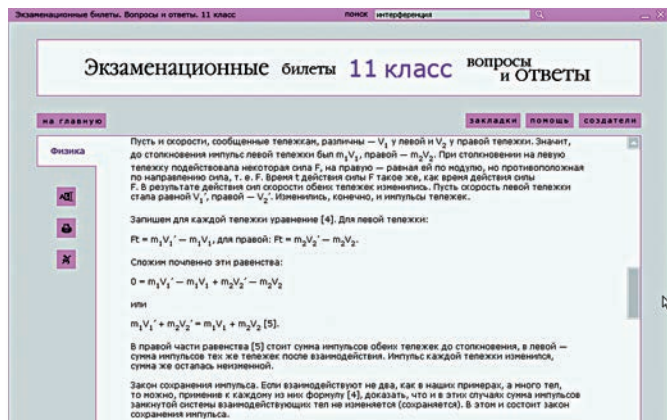 Экзаменационные билеты. Вопросы и ответы. 11 класс
поиск интерференция
Экзаменационные билеты 11 класс вопросы и ответы
на главную закладки помощь создатели
Физика
Пусть и скорости, сообщенные тележкам, различны — V₁ у левой и V₂ у правой тележки. Значит,
до столкновения импульс левой тележки был m₁V₁, правой — m₂V₂. При столкновении на левую
тележку подействовала некоторая сила F, на правую — равная ей по модулю, но противоположная
по направлению сила, т. е. F. Время t действия силы F такое же, как время действия силы
F. В результате действия сил скорости обеих тележек изменились. Пусть скорость левой тележки
стала равной V₁′, правой — V₂′. Изменились, конечно, и импульсы тележек.
Запишем для каждой тележки уравнение [4]. Для левой тележки:
Ft = m₁V₁′ — m₁V₁, для правой: Ft = m₂V₂′ — m₂V₂.
Сложим почленно эти равенства:
0 = m₁V₁′ — m₁V₁ + m₂V₂′ — m₂V₂
или
m₁V₁′ + m₂V₂′ = m₁V₁ + m₂V₂ [5].
В правой части равенства [5] стоит сумма импульсов обеих тележек до столкновения, в левой —
сумма импульсов тех же тележек после взаимодействия. Импульс каждой тележки изменился,
сумма же осталась неизменной.
Закон сохранения импульса. Если взаимодействуют не два, как в наших примерах, а много тел,
то можно, применив к каждому из них формулу [4], доказать, что и в этих случаях сумма импульсов
замкнутой системы взаимодействующих тел не изменяется (сохраняется). В этом и состоит закон
сохранения импульса.